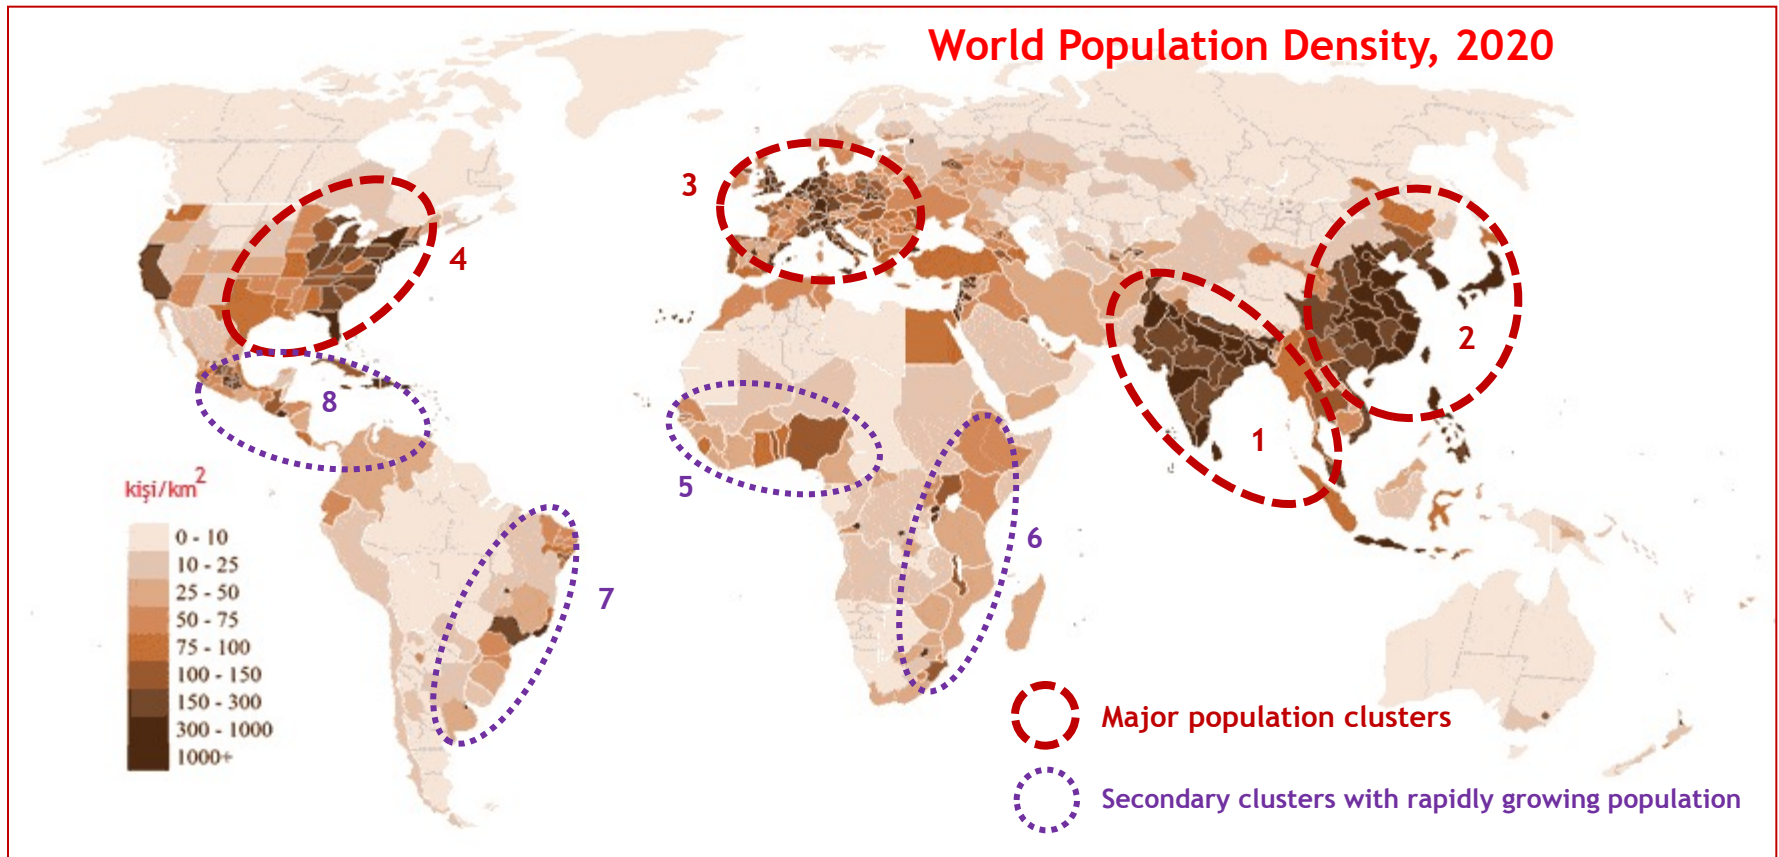 World Population Density, 2020
3
4
2
8
1
5
kişi/km²
0 - 10
10 - 25
25 - 50
50 - 75
75 - 100
100 - 150
150 - 300
300 - 1000
1000+
6
7
Major population clusters
Secondary clusters with rapidly growing population